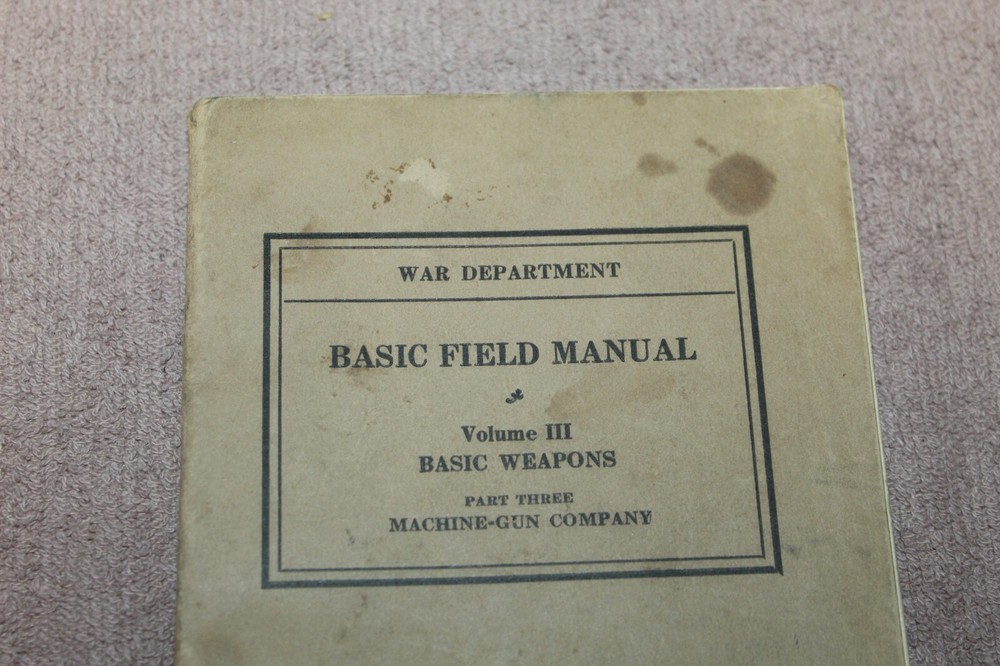 WAR DEPARTMENT
BASIC FIELD MANUAL
Volume III
BASIC WEAPONS
PART THREE
MACHINE-GUN COMPANY